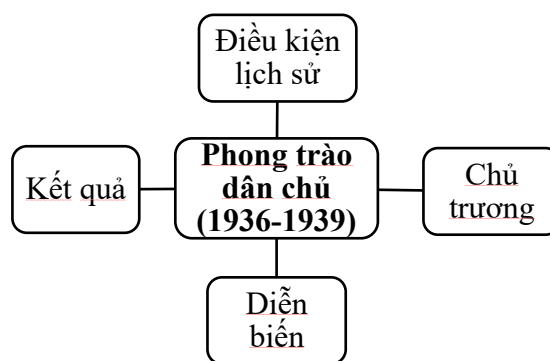 Điều kiện
lịch sử
Kết quả
Phong trào
dân chủ
(1936-1939)
Chủ
trương
Diễn
biến